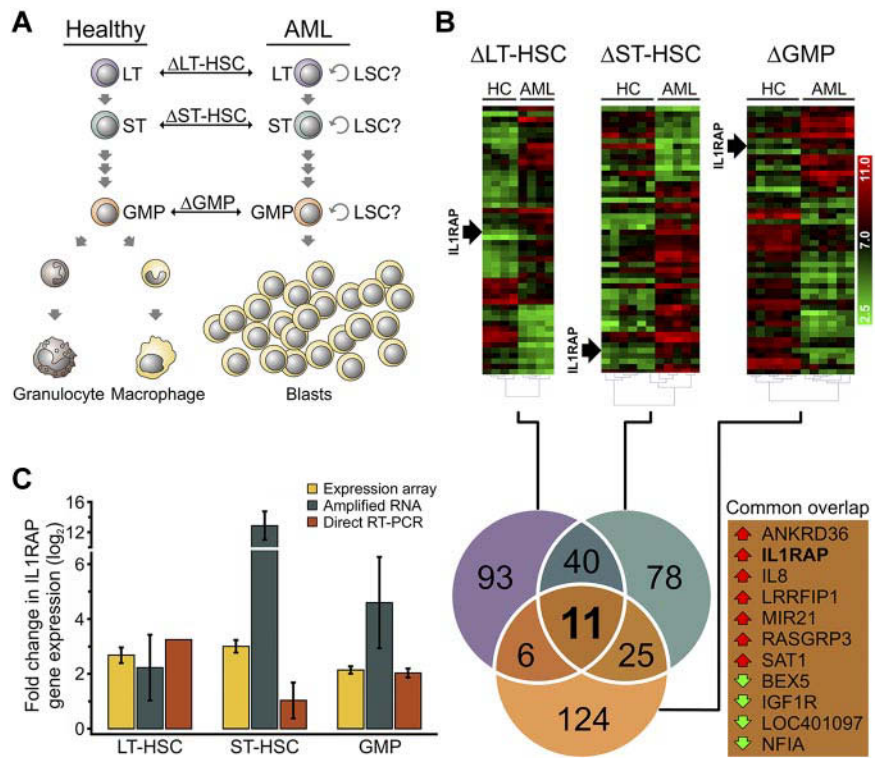 A
Healthy
AML
LT
ΔLT-HSC
LT
LSC?
ST
ΔST-HSC
ST
LSC?
GMP
ΔGMP
GMP
LSC?
Granulocyte
Macrophage
Blasts
B
ΔLT-HSC
ΔST-HSC
ΔGMP
HC
AML
HC
AML
HC
AML
IL1RAP
IL1RAP
IL1RAP
11.0
7.0
2.5
93
40
78
11
6
25
124
Common overlap
ANKRD36
IL1RAP
IL8
LRRFIP1
MIR21
RASGRP3
SAT1
BEX5
IGF1R
LOC401097
NFIA
C
Expression array
Amplified RNA
Direct RT-PCR
Fold change in IL1RAP
gene expression (log2)
16
12
6
4
2
0
LT-HSC
ST-HSC
GMP